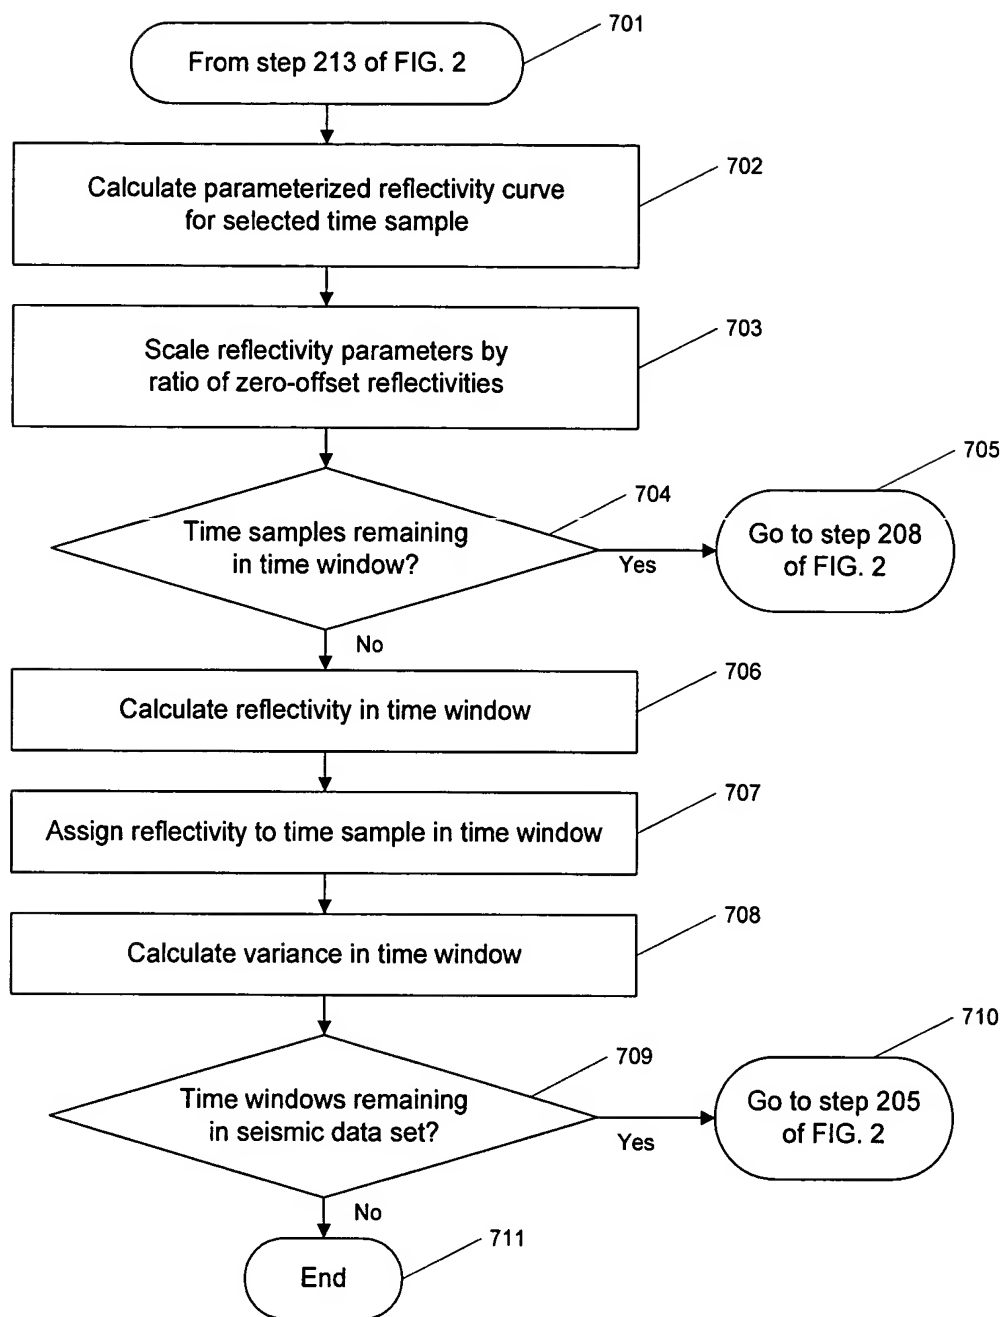 701
From step 213 of FIG. 2
702
Calculate parameterized reflectivity curve
for selected time sample
703
Scale reflectivity parameters by
ratio of zero-offset reflectivities
704
Time samples remaining
in time window?
Yes
705
Go to step 208
of FIG. 2
No
706
Calculate reflectivity in time window
707
Assign reflectivity to time sample in time window
708
Calculate variance in time window
709
Time windows remaining
in seismic data set?
Yes
710
Go to step 205
of FIG. 2
No
711
End